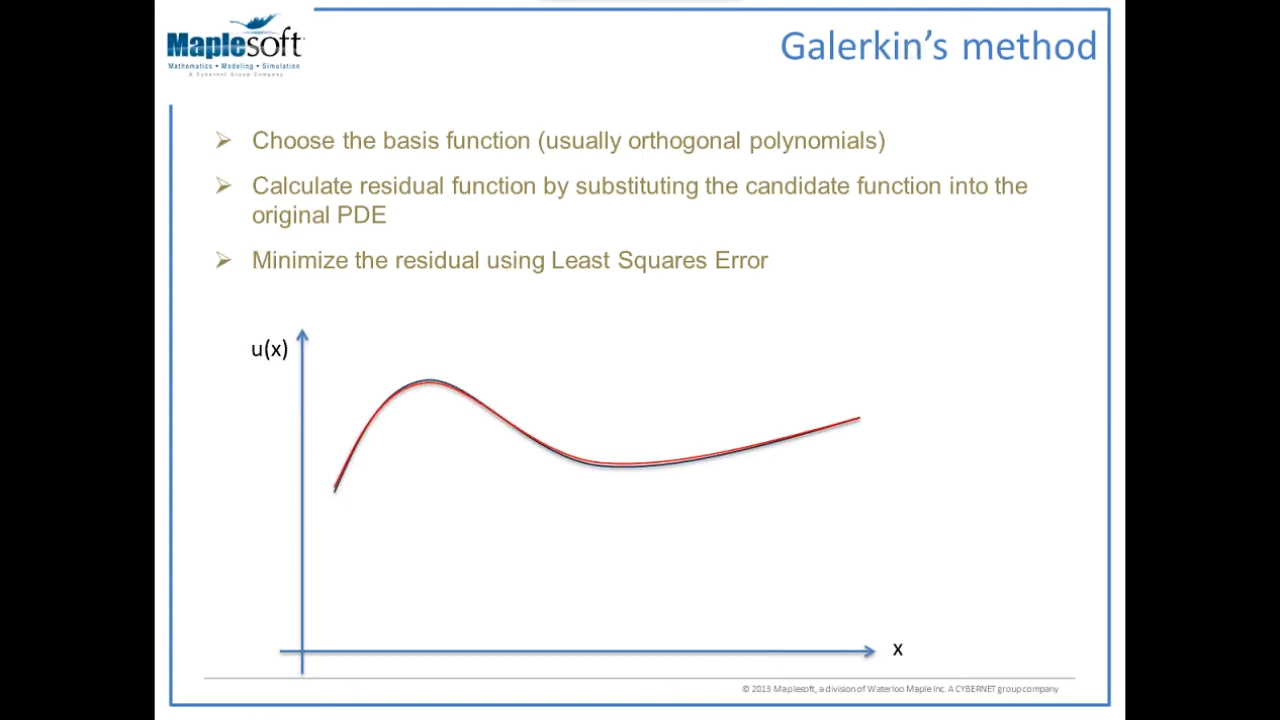 Maplesoft
Mathematics • Modeling • Simulation
A Cybernet Group Company
Galerkin's method
Choose the basis function (usually orthogonal polynomials)
Calculate residual function by substituting the candidate function into the
original PDE
Minimize the residual using Least Squares Error
u(x)
x
© 2013 Maplesoft, a division of Waterloo Maple Inc. A CYBERNET group company